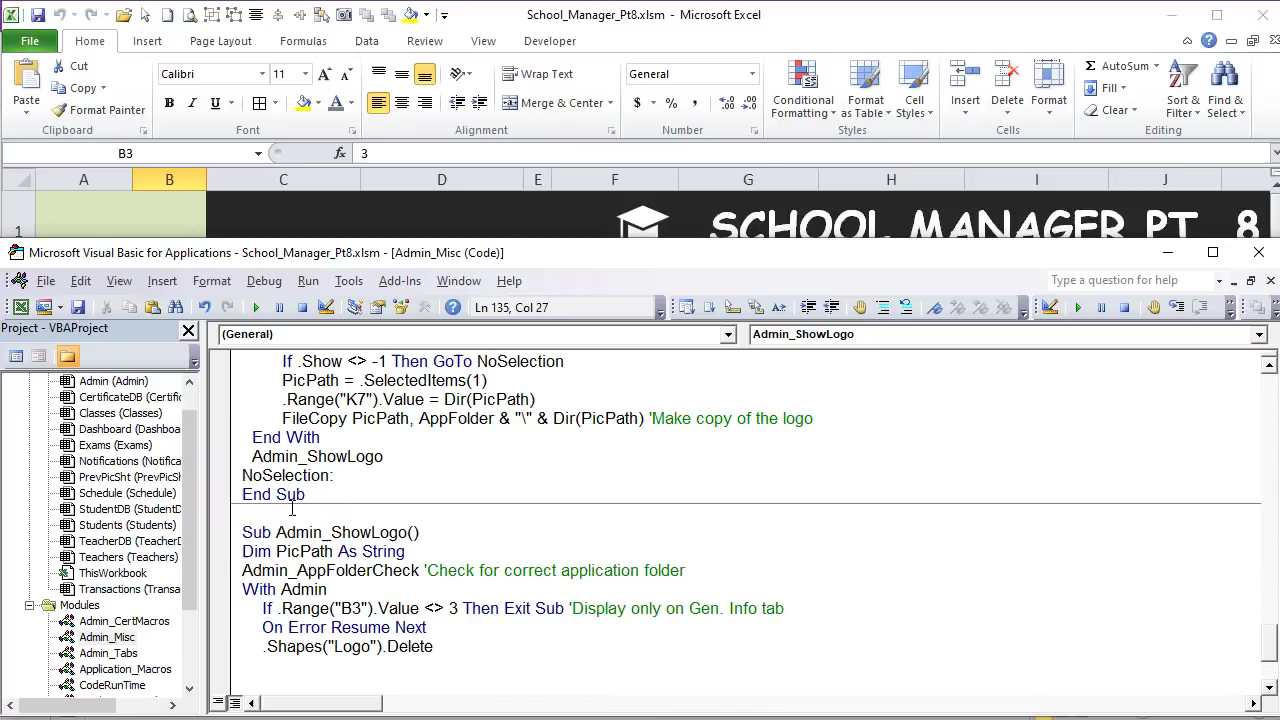 School_Manager_Pt8.xlsm - Microsoft Excel
File Home Insert Page Layout Formulas Data Review View Developer
Paste Cut Copy Format Painter
Calibri 11
B I U A A A
Wrap Text
Merge & Center
General
$ % ,
Conditional Formatting
Format as Table
Cell Styles
Insert Delete Format
AutoSum
Fill
Clear
Sort & Filter
Find & Select
Clipboard Font Alignment Number Styles Cells Editing
B3 fx 3
A B C D E F G H I J
1 SCHOOL MANAGER PT. 8
Microsoft Visual Basic for Applications - School_Manager_Pt8.xlsm - [Admin_Misc (Code)]
File Edit View Insert Format Debug Run Tools Add-Ins Window Help Type a question for help
Ln 135, Col 27
Project - VBAProject
(General) Admin_ShowLogo
Admin (Admin)
CertificateDB (Certific
Classes (Classes)
Dashboard (Dashboa
Exams (Exams)
Notifications (Notifica
PrevPicSht (PrevPicSh
Schedule (Schedule)
StudentDB (StudentDB
Students (Students)
TeacherDB (TeacherDB
Teachers (Teachers)
ThisWorkbook
Transactions (Transa
Modules
Admin_CertMacros
Admin_Misc
Admin_Tabs
Application_Macros
CodeRunTime
If .Show <> -1 Then GoTo NoSelection
PicPath = .SelectedItems(1)
.Range("K7").Value = Dir(PicPath)
FileCopy PicPath, AppFolder & "\" & Dir(PicPath) 'Make copy of the logo
End With
Admin_ShowLogo
NoSelection:
End Sub
Sub Admin_ShowLogo()
Dim PicPath As String
Admin_AppFolderCheck 'Check for correct application folder
With Admin
If .Range("B3").Value <> 3 Then Exit Sub 'Display only on Gen. Info tab
On Error Resume Next
.Shapes("Logo").Delete